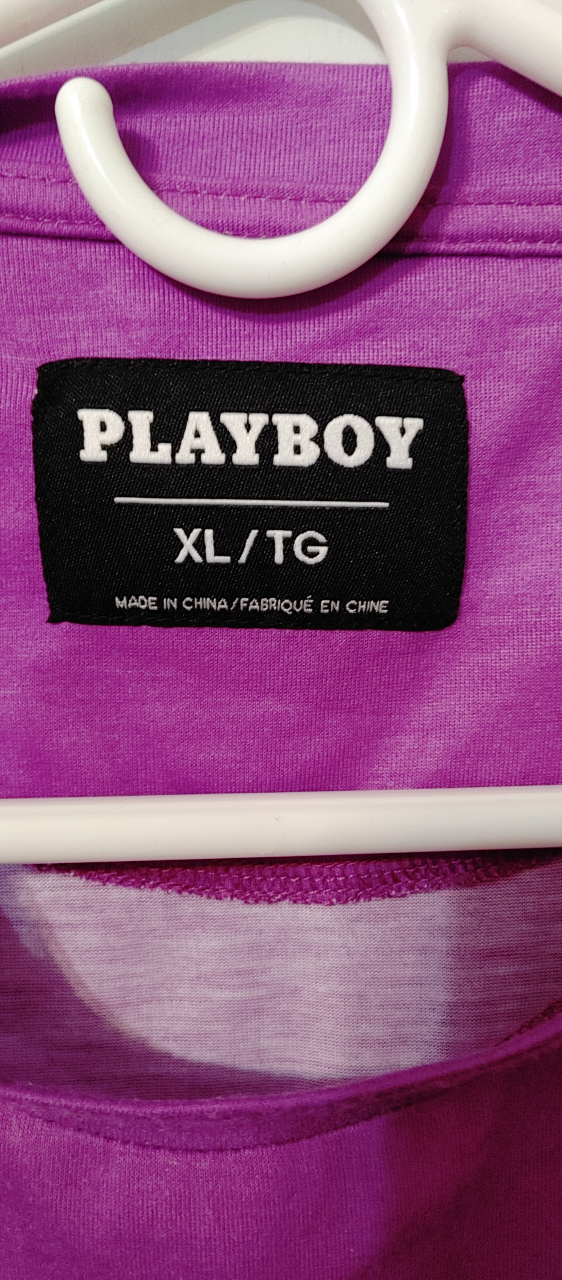 PLAYBOY
XL/TG
MADE IN CHINA/FABRIQUÉ EN CHINE